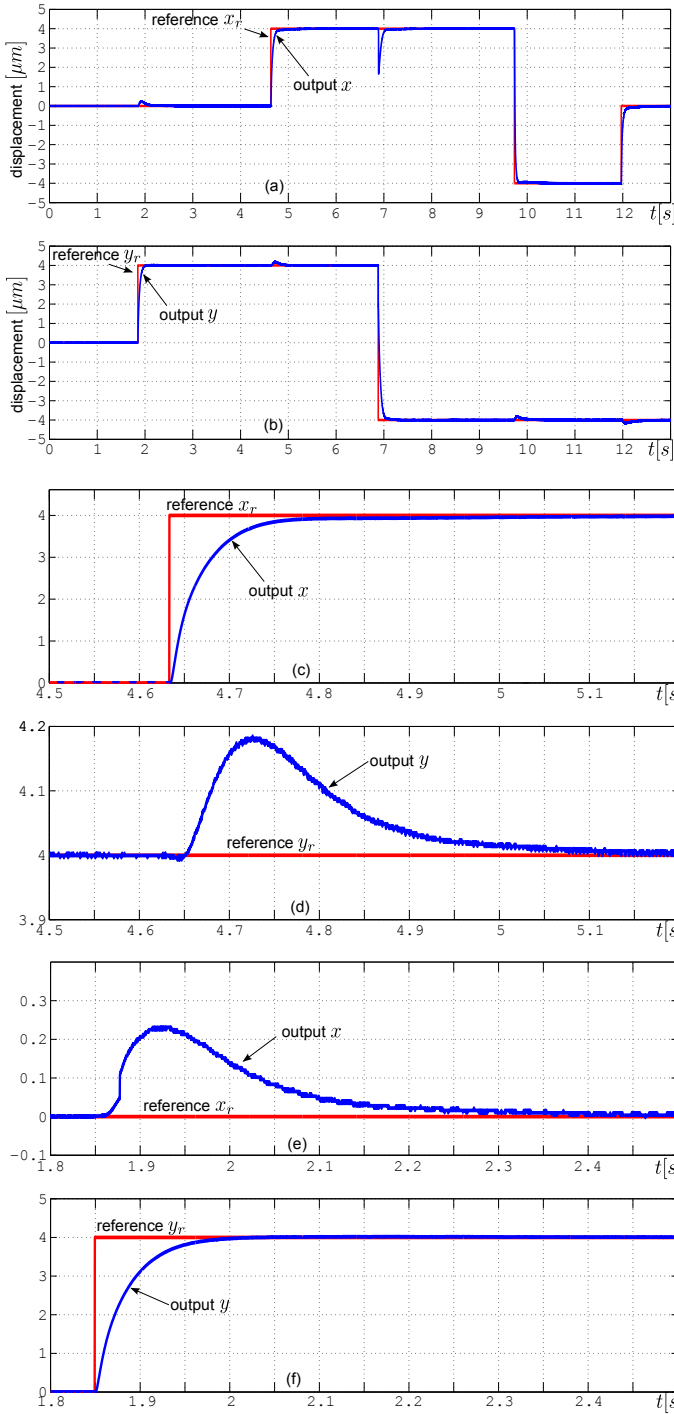 displacement [μm]
5
4
3
2
1
0
-1
-2
-3
-4
5
reference x_r
output x
(a)
0 1 2 3 4 5 6 7 8 9 10 11 12 t[s]
displacement [μm]
5
4
3
2
1
0
-1
-2
-3
-4
5
reference y_r
output y
(b)
0 1 2 3 4 5 6 7 8 9 10 11 12 t[s]
4
3
2
1
0
reference x_r
output x
(c)
4.5 4.6 4.7 4.8 4.9 5 5.1 t[s
4.2
4.1
4
3.9
output y
reference y_r
(d)
4.5 4.6 4.7 4.8 4.9 5 5.1 t[s
0.3
0.2
0.1
0
-0.1
output x
reference x_r
(e)
1.8 1.9 2 2.1 2.2 2.3 2.4 t[s
5
4
3
2
1
0
reference y_r
output y
(f)
1.8 1.9 2 2.1 2.2 2.3 2.4 t[s